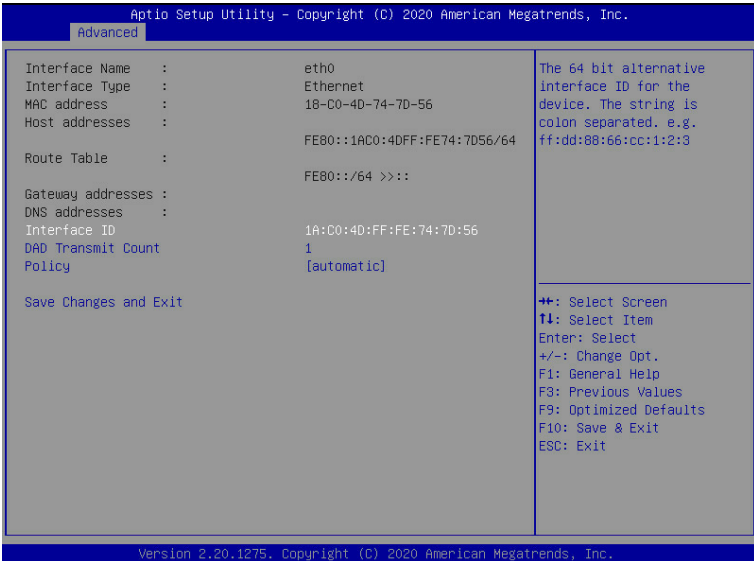 Aptio Setup Utility – Copyright (C) 2020 American Megatrends, Inc.
Advanced
Interface Name : eth0
Interface Type : Ethernet
MAC address : 18-C0-4D-74-7D-56
Host addresses :
FE80::1AC0:4DFF:FE74:7D56/64
Route Table :
FE80::/64 >>::
Gateway addresses :
DNS addresses :
Interface ID 1A:C0:4D:FF:FE:74:7D:56
DAD Transmit Count 1
Policy [automatic]
Save Changes and Exit
The 64 bit alternative
interface ID for the
device. The string is
colon separated. e.g.
ff:dd:88:66:cc:1:2:3
→←: Select Screen
↑↓: Select Item
Enter: Select
+/-: Change Opt.
F1: General Help
F3: Previous Values
F9: Optimized Defaults
F10: Save & Exit
ESC: Exit
Version 2.20.1275. Copyright (C) 2020 American Megatrends, Inc.